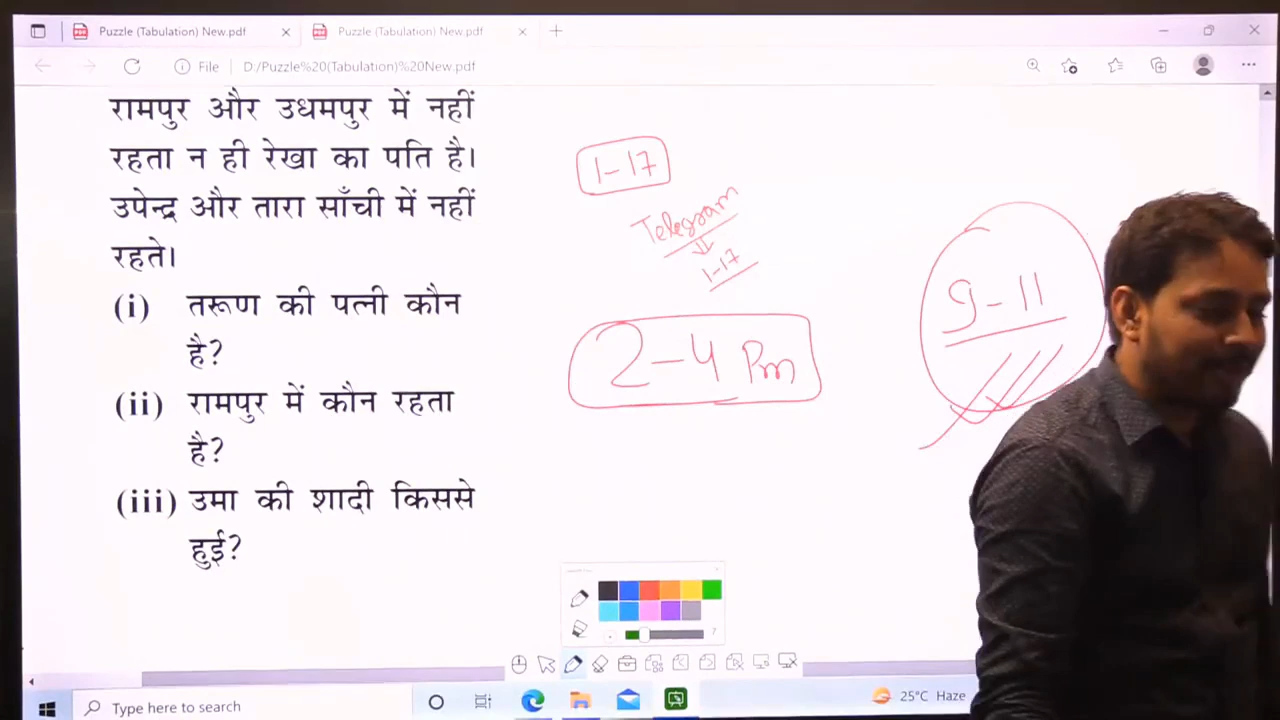 Puzzle (Tabulation) New.pdf
Puzzle (Tabulation) New.pdf
File
D:/Puzzle%20(Tabulation)%20New.pdf
रामपुर और उधमपुर में नहीं
रहता न ही रेखा का पति है।
उपेन्द्र और तारा साँची में नहीं
रहते।
(i) तरूण की पत्नी कौन
है?
(ii) रामपुर में कौन रहता
है?
(iii) उमा की शादी किससे
हुई?
1-17
Telegram
1-17
2-4 Pm
9-11
7
Type here to search
25°C Haze